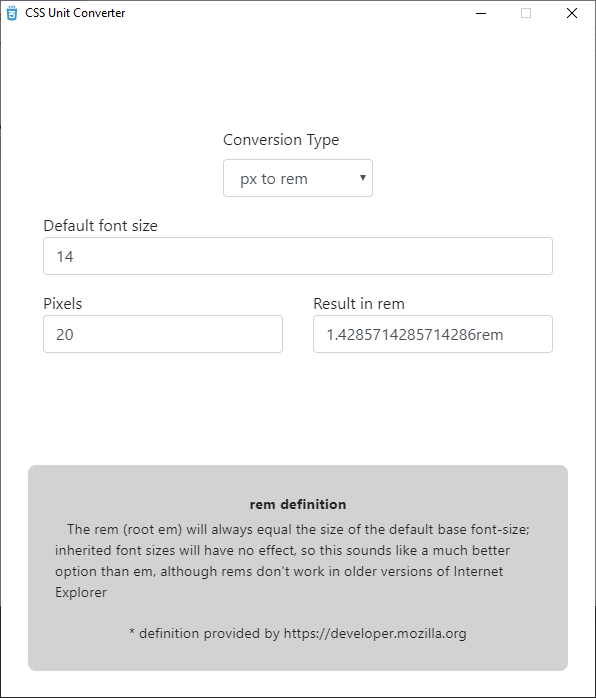 CSS Unit Converter
Conversion Type
px to rem
Default font size
14
Pixels
Result in rem
20
1.4285714285714286rem
rem definition
The rem (root em) will always equal the size of the default base font-size;
inherited font sizes will have no effect, so this sounds like a much better
option than em, although rems don't work in older versions of Internet
Explorer
* definition provided by https://developer.mozilla.org